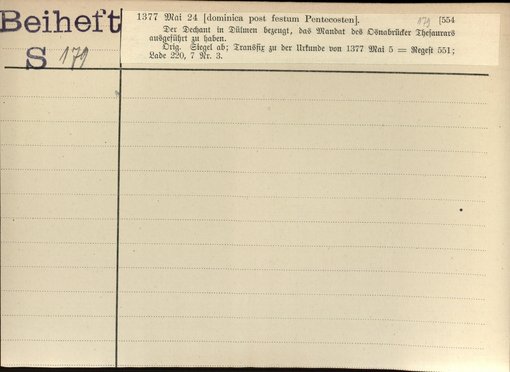 Beiheft
S 179
1377 Mai 24 [dominica post festum Pentecosten]. 179 [554
Der Dechant in Dülmen bezeugt, das Mandat des Osnabrücker Thesaurars
ausgeführt zu haben.
Orig. Siegel ab; Transfix zu der Urkunde von 1377 Mai 5 = Regest 551;
Lade 220, 7 Nr. 3.